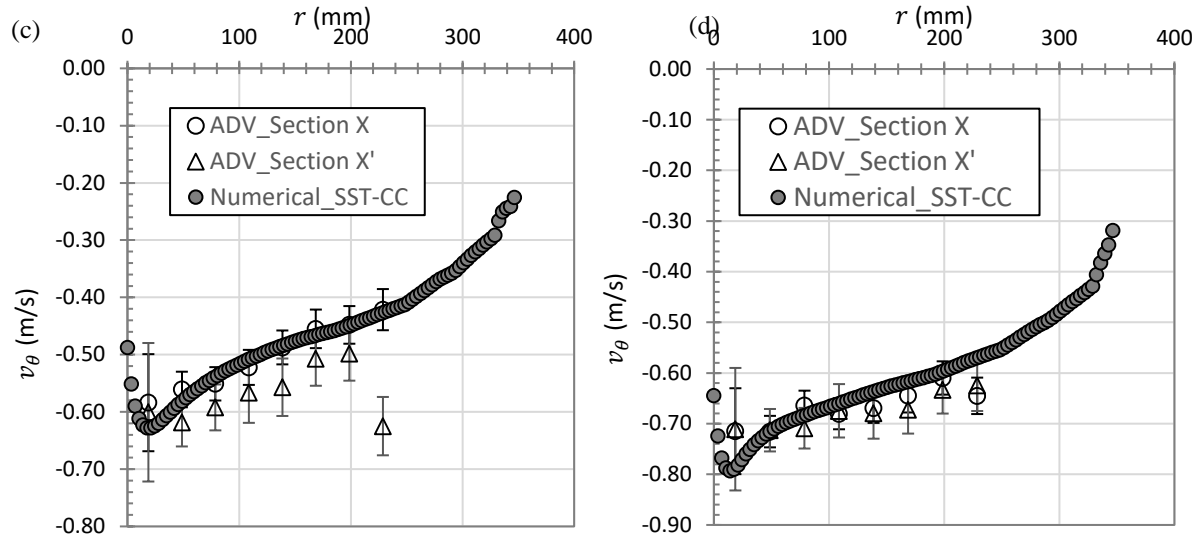 (c)
r (mm)
0 100 200 300 400
0.00
-0.10
-0.20
-0.30
-0.40
-0.50
-0.60
-0.70
-0.80
v_θ (m/s)
ADV_Section X
ADV_Section X'
Numerical_SST-CC
(d)
r (mm)
0 100 200 300 400
0.00
-0.10
-0.20
-0.30
-0.40
-0.50
-0.60
-0.70
-0.80
-0.90
v_θ (m/s)
ADV_Section X
ADV_Section X'
Numerical_SST-CC